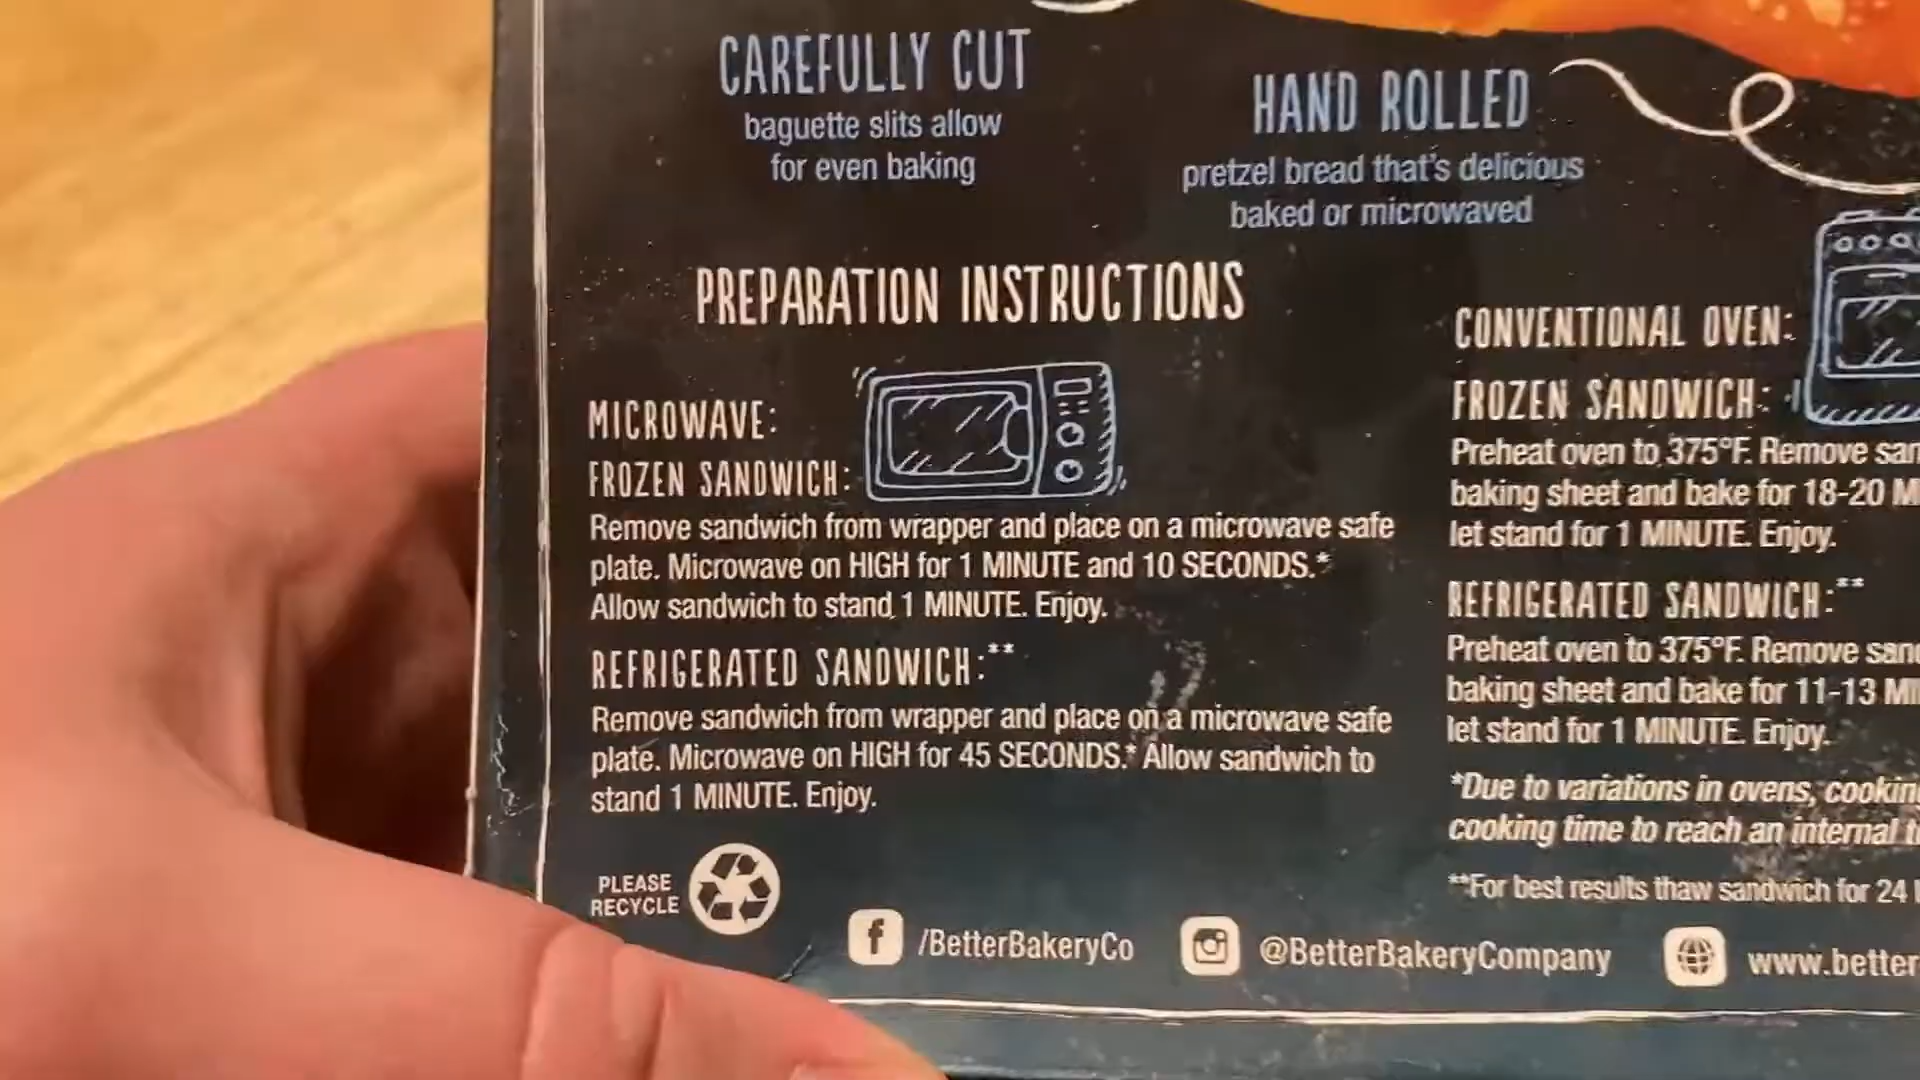 CAREFULLY CUT
baguette slits allow
for even baking
HAND ROLLED
pretzel bread that's delicious
baked or microwaved
PREPARATION INSTRUCTIONS
MICROWAVE:
FROZEN SANDWICH:
Remove sandwich from wrapper and place on a microwave safe
plate. Microwave on HIGH for 1 MINUTE and 10 SECONDS.*
Allow sandwich to stand 1 MINUTE. Enjoy.
REFRIGERATED SANDWICH:**
Remove sandwich from wrapper and place on a microwave safe
plate. Microwave on HIGH for 45 SECONDS.* Allow sandwich to
stand 1 MINUTE. Enjoy.
CONVENTIONAL OVEN:
FROZEN SANDWICH:
Preheat oven to 375°F. Remove
baking sheet and bake for 18-20
let stand for 1 MINUTE. Enjoy.
REFRIGERATED SANDWICH:**
Preheat oven to 375°F. Remove
baking sheet and bake for 11-13
let stand for 1 MINUTE. Enjoy.
*Due to variations in ovens, cooking
cooking time to reach an internal
**For best results thaw sandwich for 24
PLEASE
RECYCLE
/BetterBakeryCo
@BetterBakeryCompany
www.better